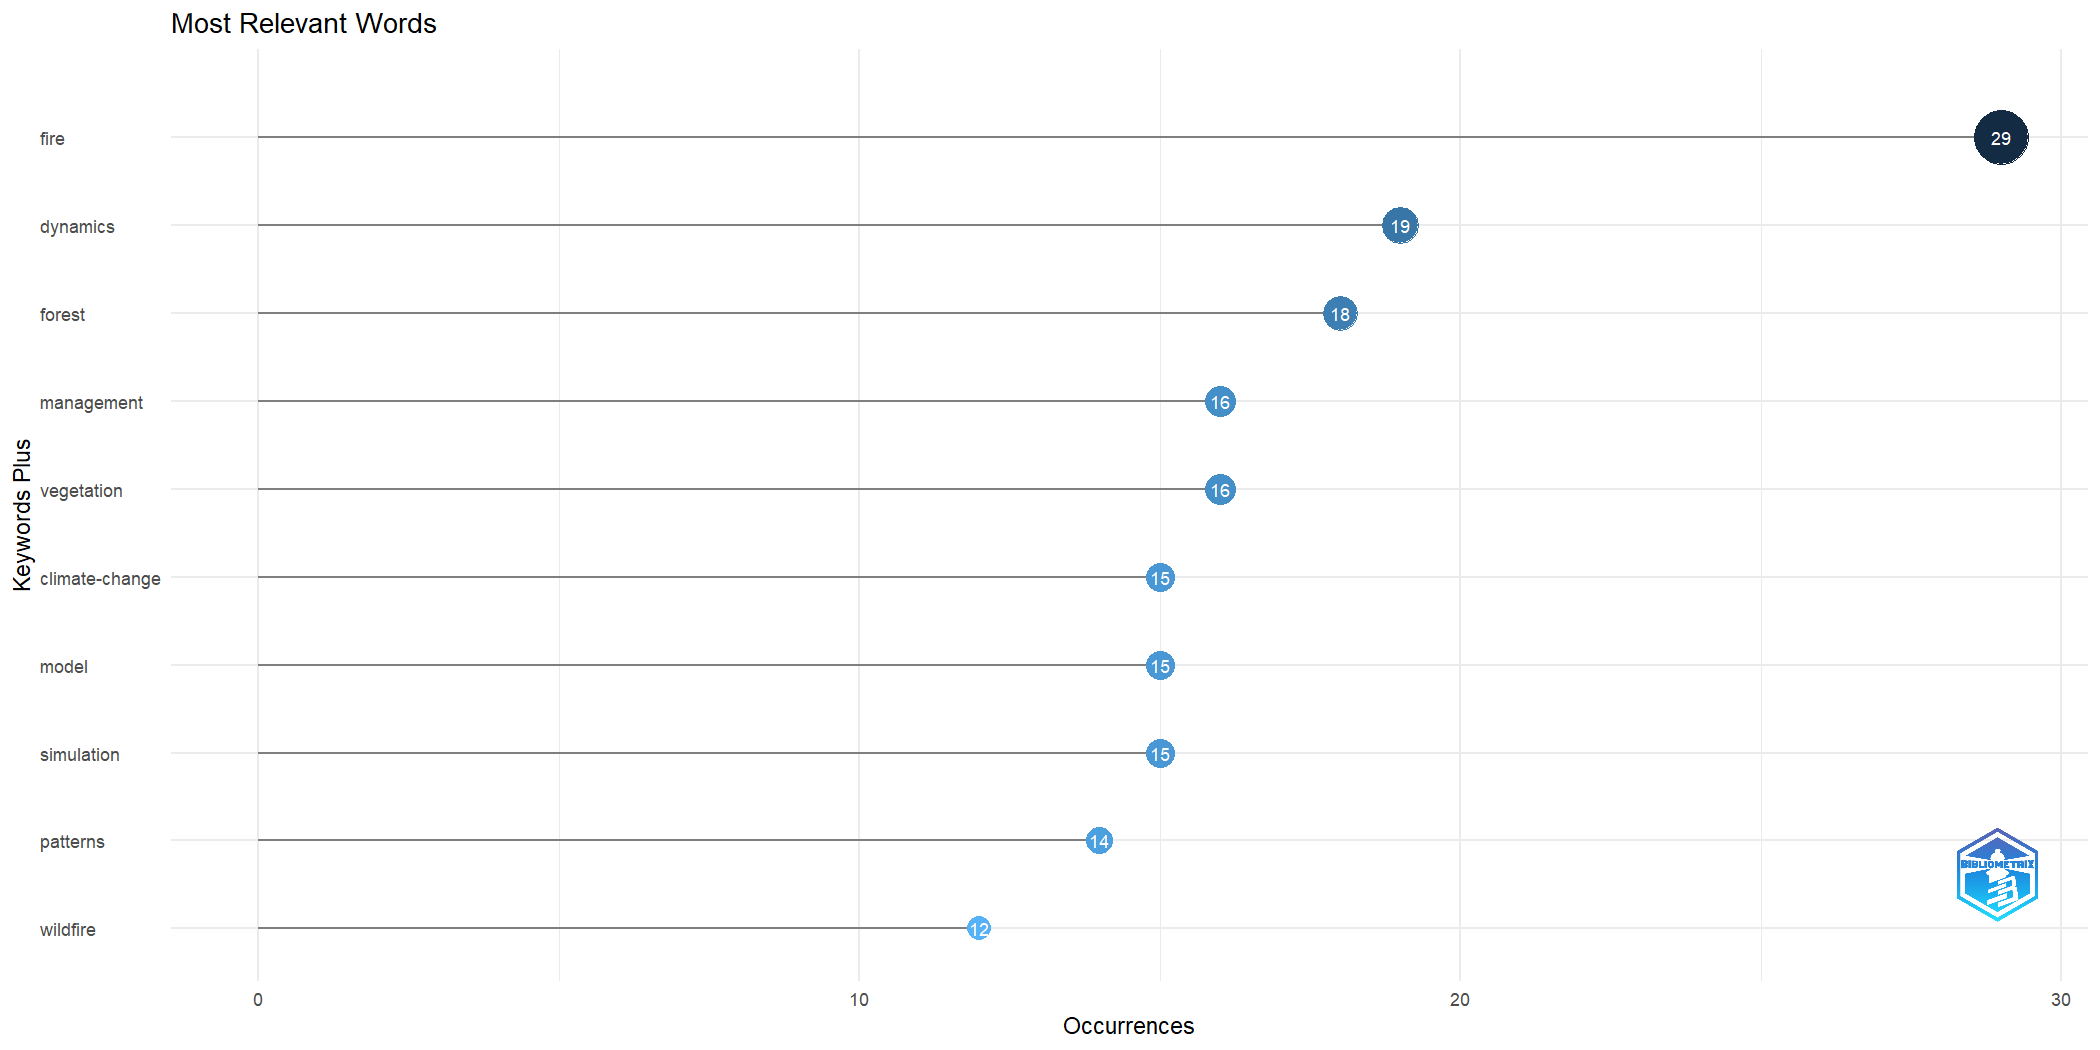 Most Relevant Words
Keywords Plus
fire 29
dynamics 19
forest 18
management 16
vegetation 16
climate-change 15
model 15
simulation 15
patterns 14
wildfire 12
BIBLIOMETRIX
0 10 20 30
Occurrences